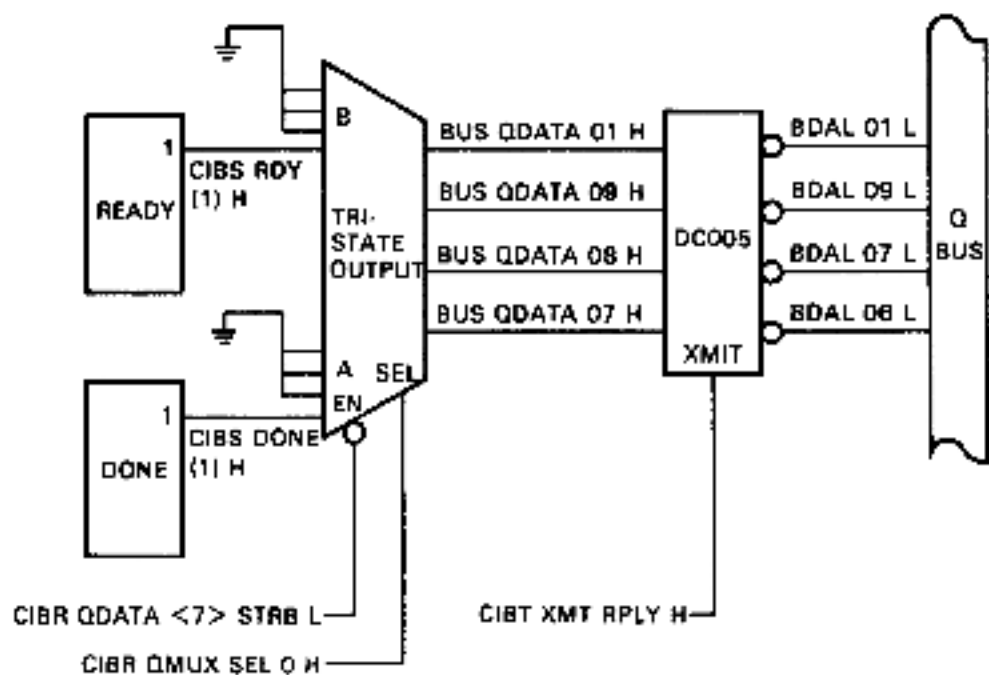 B
1
READY
CIBS RDY
(1) H
TRI-
STATE
OUTPUT
BUS QDATA 01 H
BUS QDATA 09 H
BUS QDATA 08 H
BUS QDATA 07 H
DC005
XMIT
BDAL 01 L
BDAL 09 L
BDAL 07 L
BDAL 06 L
Q
BUS
A
SEL
EN
1
DONE
CIBS DONE
(1) H
CIBR QDATA <7> STRB L
CIBT XMT RPLY H
CIBR QMUX SEL 0 H